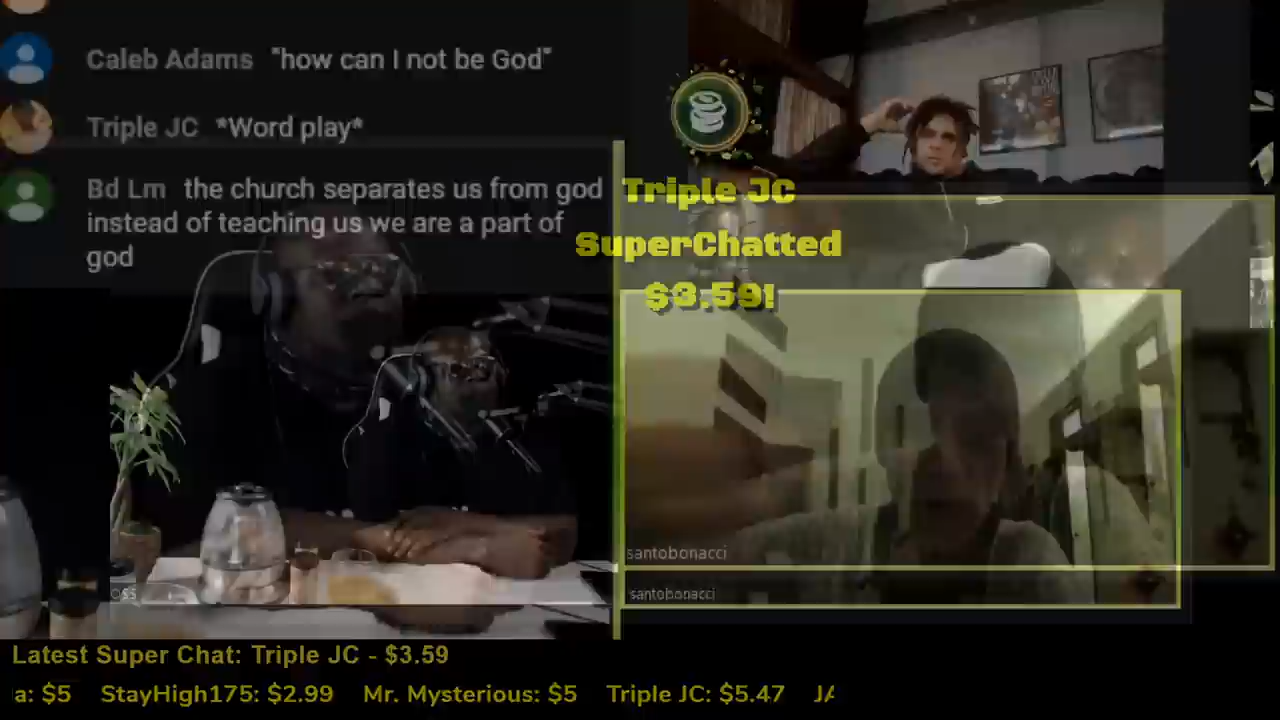 Caleb Adams "how can I not be God"
Triple JC *Word play*
Bd Lm the church separates us from god
instead of teaching us we are a part of
god
Triple JC
SuperChatted
$3.59!
santobonacci
santobonacci
Latest Super Chat: Triple JC - $3.59
a: $5 StayHigh175: $2.99 Mr. Mysterious: $5 Triple JC: $5.47 JA